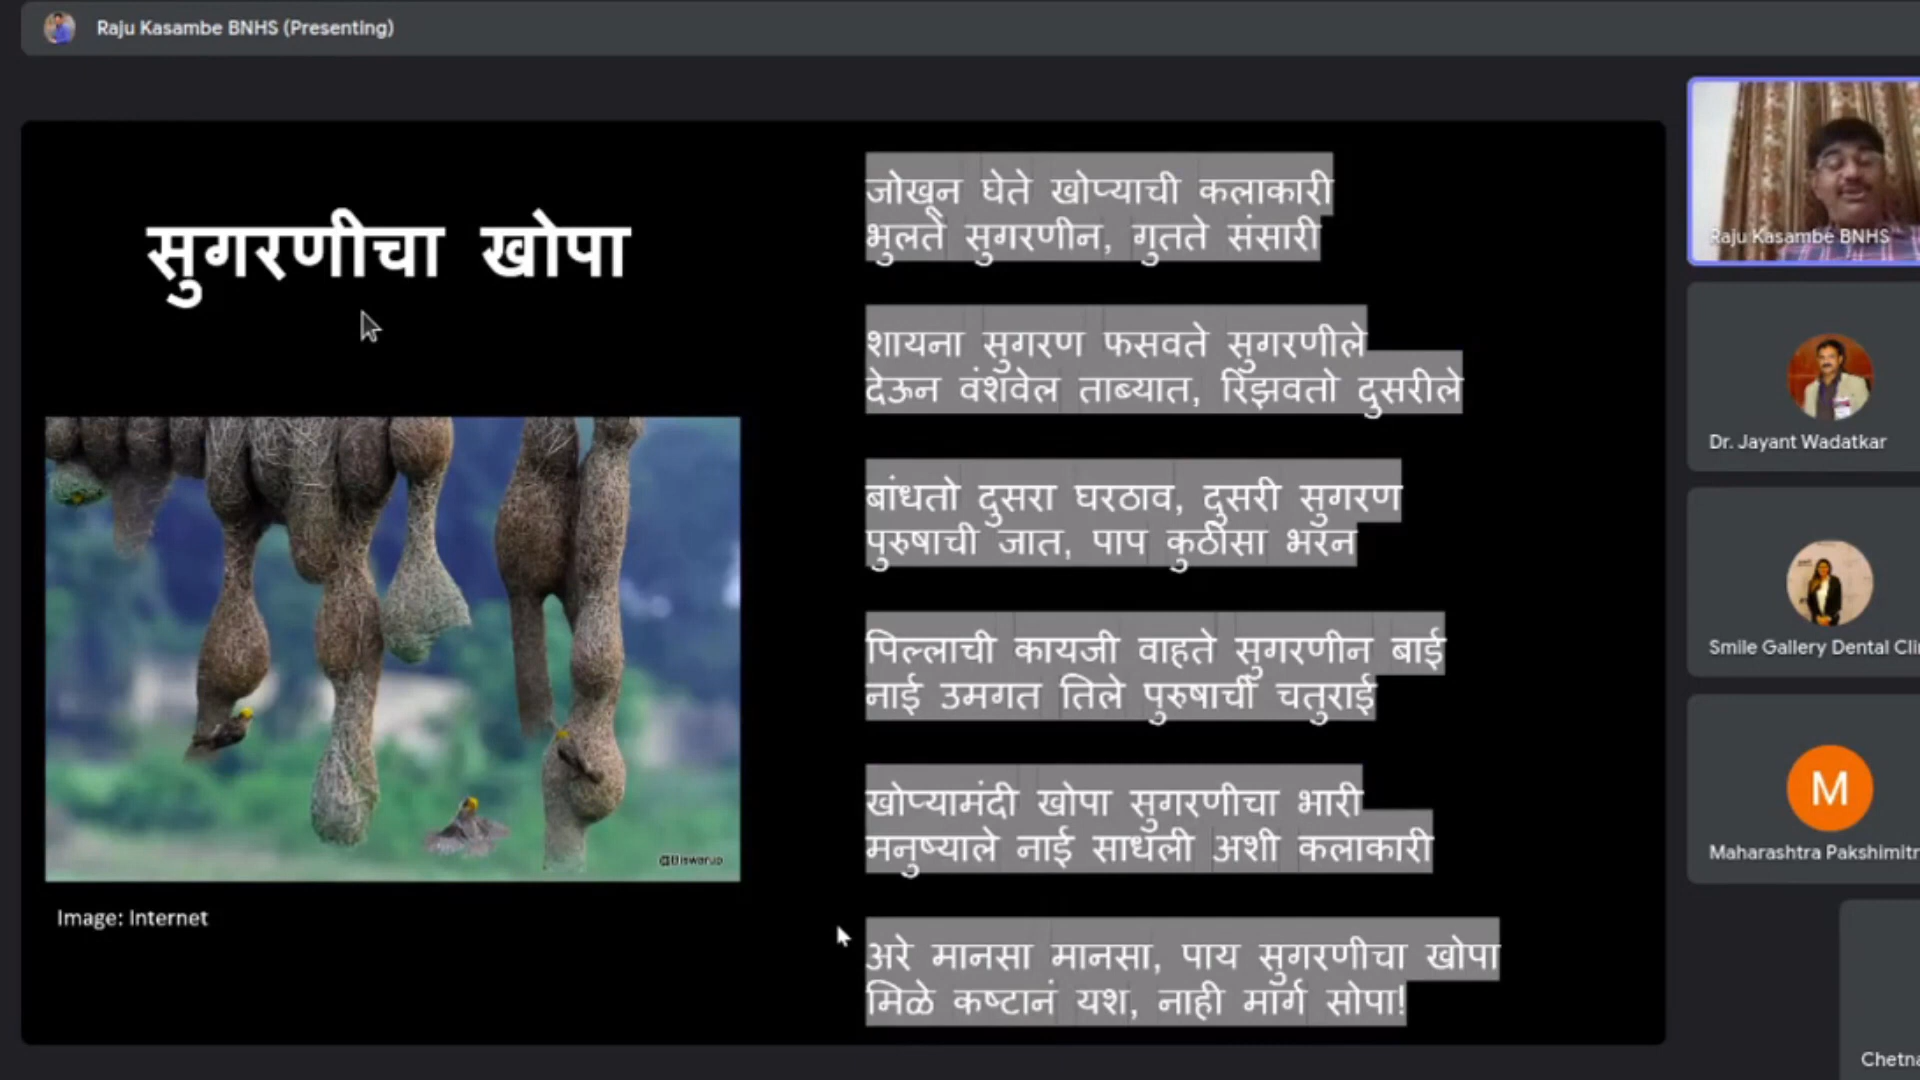 Raju Kasambe BNHS (Presenting)
सुगरणीचा खोपा
जोखून घेते खोप्याची कलाकारी
भुलते सुगरणीन, गुतते संसारी
शायना सुगरण फसवते सुगरणीले
देऊन वंशवेल ताब्यात, रिझवतो दुसरीले
बांधतो दुसरा घरठाव, दुसरी सुगरण
पुरुषाची जात, पाप कुठीसा भरन
पिल्लाची कायजी वाहते सुगरणीन बाई
नाई उमगत तिले पुरुषाची चतुराई
खोप्यामंदी खोपा सुगरणीचा भारी
मनुष्याले नाई साधली अशी कलाकारी
अरे मानसा मानसा, पाय सुगरणीचा खोपा
मिळे कष्टानं यश, नाही मार्ग सोपा!
@Biswarup
Image: Internet
Raju Kasambe BNHS
Dr. Jayant Wadatkar
Smile Gallery Dental Cli
M
Maharashtra Pakshimitr
Chetna